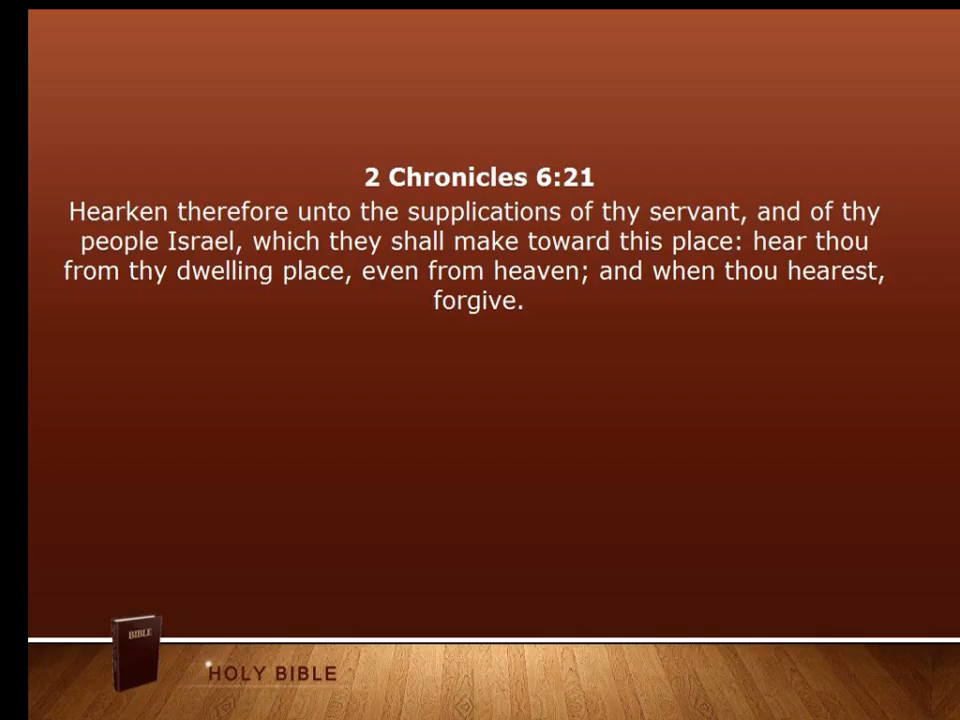 2 Chronicles 6:21
Hearken therefore unto the supplications of thy servant, and of thy
people Israel, which they shall make toward this place: hear thou
from thy dwelling place, even from heaven; and when thou hearest,
forgive.
BIBLE
HOLY BIBLE